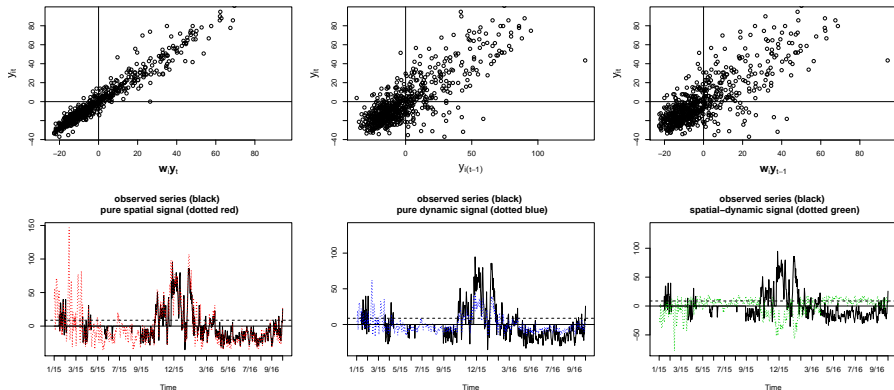 y_it
−40 0 20 40 60 80
−20 0 20 40 60 80
w_i y_t
y_it
−40 0 20 40 60 80
0 50 100
y_i(t−1)
y_it
−40 0 20 40 60 80
−20 0 20 40 60 80
w_i y_t−1
observed series (black)
pure spatial signal (dotted red)
0 50 100 150
1/15 3/15 5/15 7/15 9/15 12/15 3/16 5/16 7/16 9/16
Time
observed series (black)
pure dynamic signal (dotted blue)
0 50 100
1/15 3/15 5/15 7/15 9/15 12/15 3/16 5/16 7/16 9/16
Time
observed series (black)
spatial−dynamic signal (dotted green)
−50 0 50 100
1/15 3/15 5/15 7/15 9/15 12/15 3/16 5/16 7/16 9/16
Time